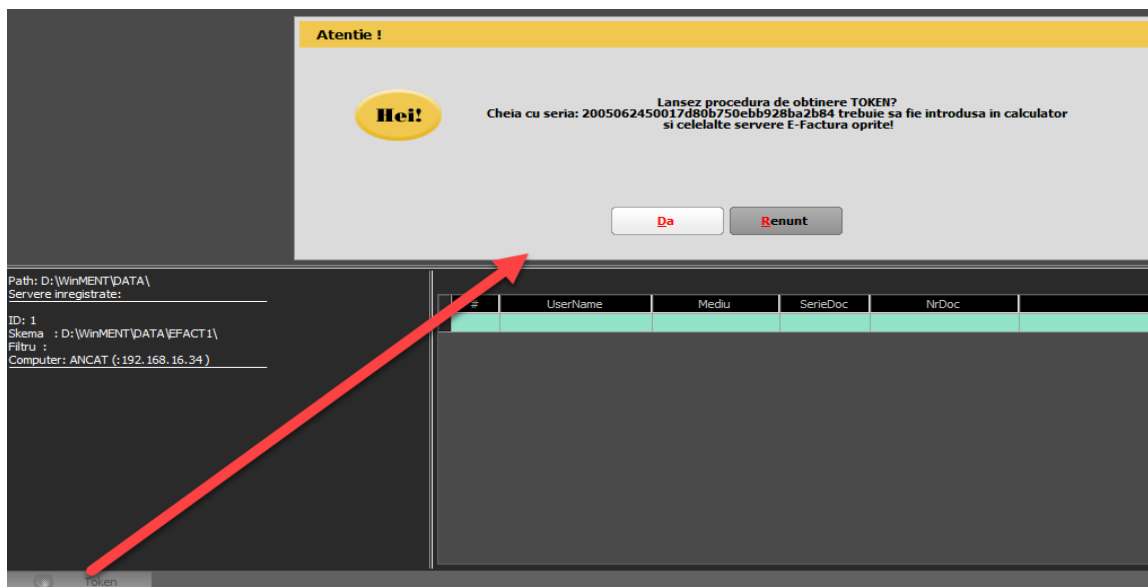 Atentie !
Hei!
Lansez procedura de obtinere TOKEN?
Cheia cu seria: 2005062450017d80b750ebb928ba2b84 trebuie sa fie introdusa in calculator
si celelalte servere E-Factura oprite!
Da
Renunt
Path: D:\WinMENT\DATA\
Servere inregistrate:
ID: 1
Skema : D:\WinMENT\DATA\EFACT1\
Filtru :
Computer: ANCAT (:192.168.16.34)
# UserName Mediu SerieDoc NrDoc
Token